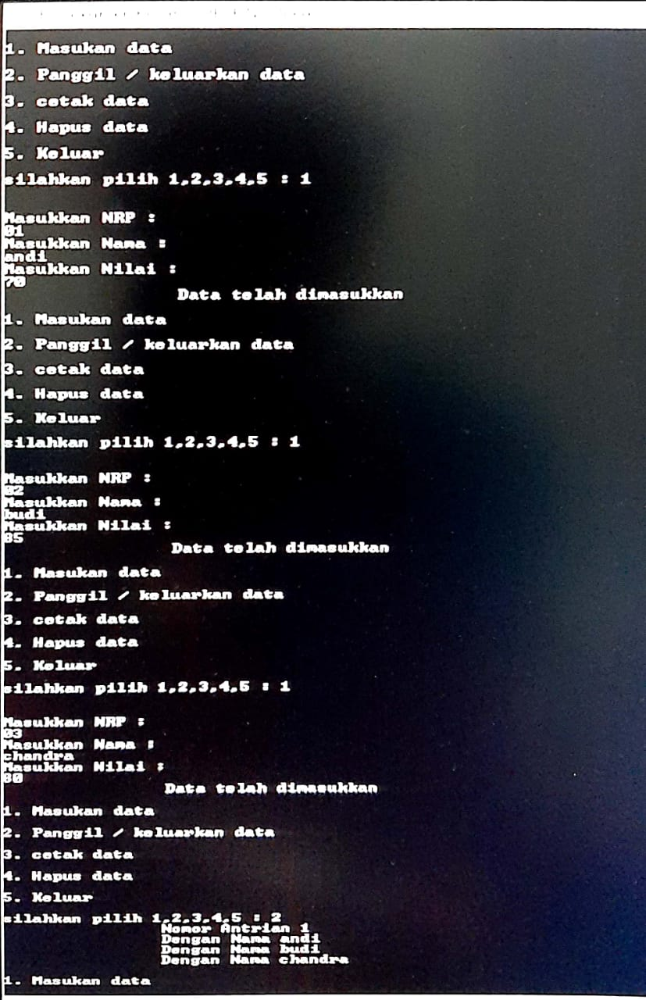 1. Masukan data
2. Panggil / keluarkan data
3. cetak data
4. Hapus data
5. Keluar
silahkan pilih 1,2,3,4,5 : 1
Masukkan NRP :
01
Masukkan Nama :
andi
Masukkan Nilai :
70
Data telah dimasukkan
1. Masukan data
2. Panggil / keluarkan data
3. cetak data
4. Hapus data
5. Keluar
silahkan pilih 1,2,3,4,5 : 1
Masukkan NRP :
02
Masukkan Nama :
budi
Masukkan Nilai :
85
Data telah dimasukkan
1. Masukan data
2. Panggil / keluarkan data
3. cetak data
4. Hapus data
5. Keluar
silahkan pilih 1,2,3,4,5 : 1
Masukkan NRP :
03
Masukkan Nama :
chandra
Masukkan Nilai :
80
Data telah dimasukkan
1. Masukan data
2. Panggil / keluarkan data
3. cetak data
4. Hapus data
5. Keluar
silahkan pilih 1,2,3,4,5 : 2
Nomor Antrian 1
Dengan Nama andi
Dengan Nama budi
Dengan Nama chandra
1. Masukan data